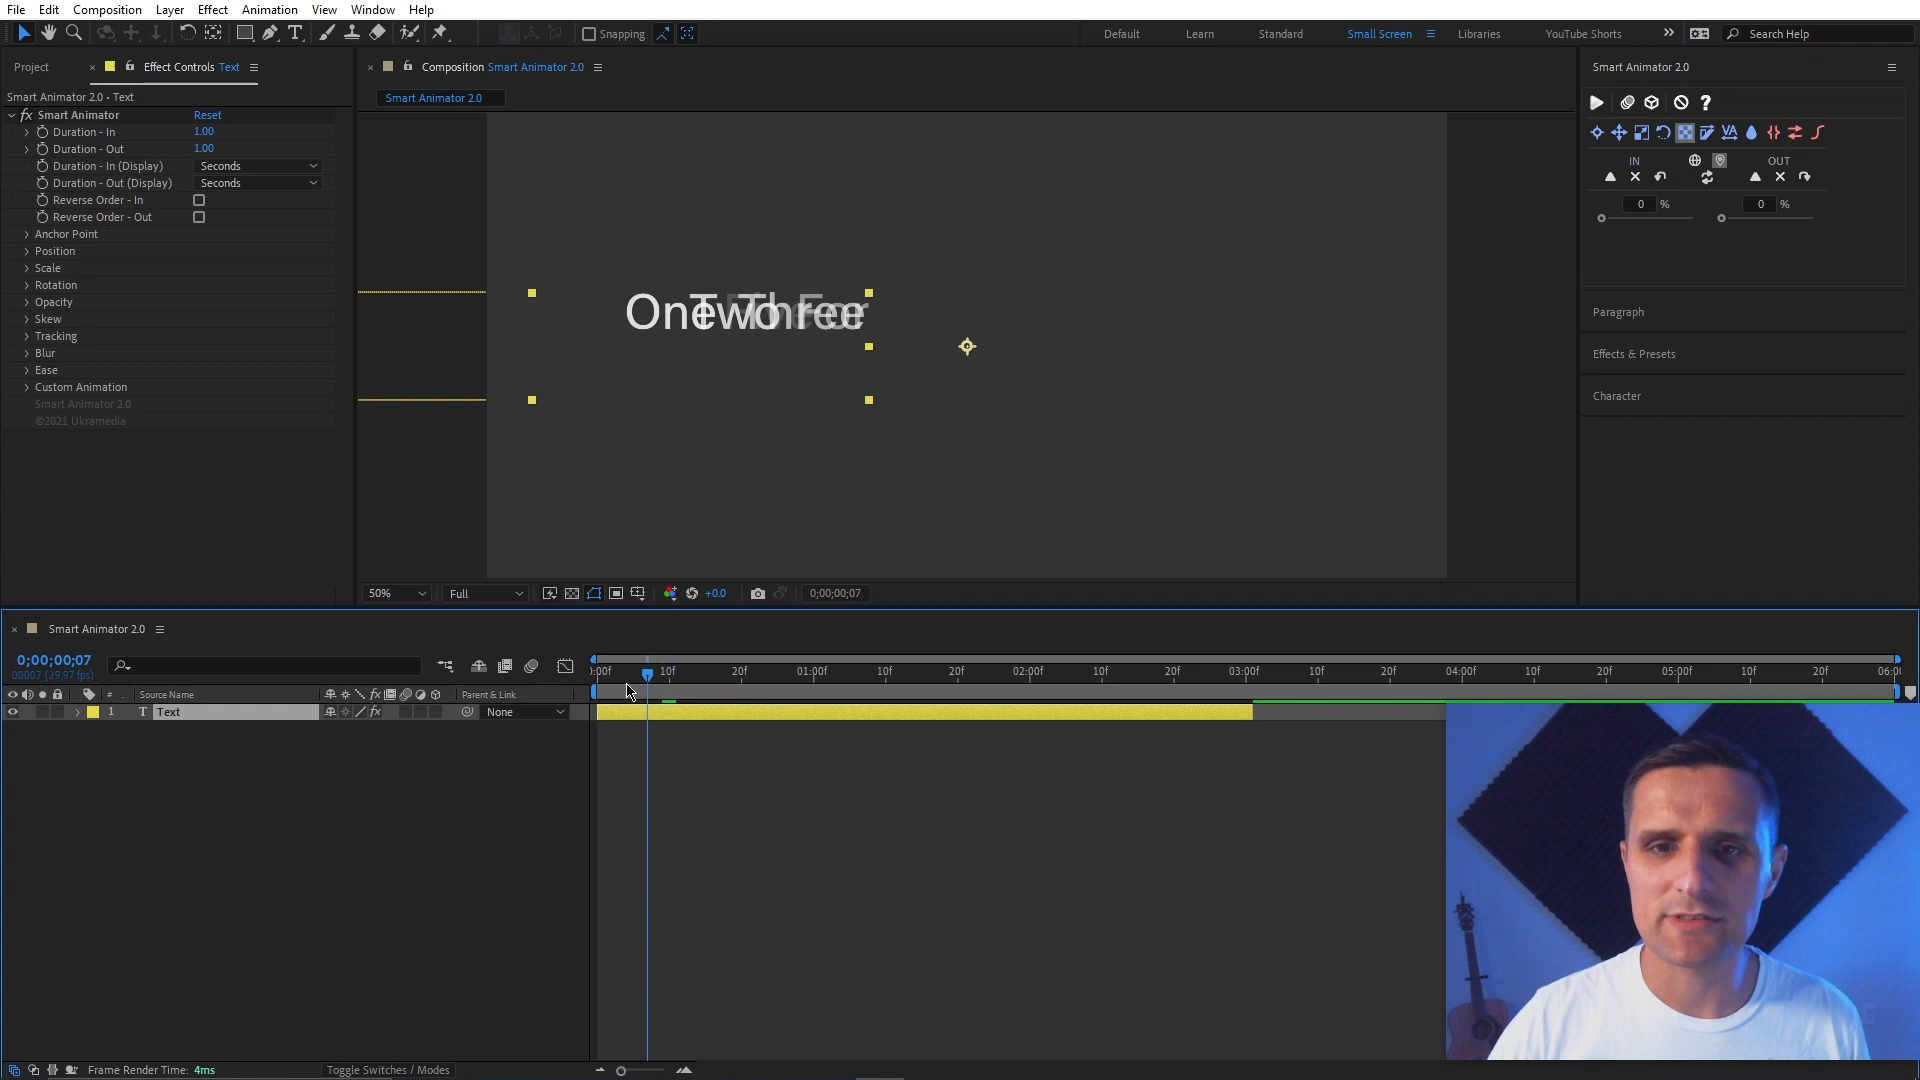 File Edit Composition Layer Effect Animation View Window Help
Snapping
Default Learn Standard Small Screen Libraries YouTube Shorts Search Help
Project Effect Controls Text
Composition Smart Animator 2.0
Smart Animator 2.0
Smart Animator 2.0 • Text
Smart Animator 2.0
fx Smart Animator Reset
Duration - In 1.00
Duration - Out 1.00
Duration - In (Display) Seconds
Duration - Out (Display) Seconds
Reverse Order - In
Reverse Order - Out
Anchor Point
Position
Scale
Rotation
Opacity
Skew
Tracking
Blur
Ease
Custom Animation
Smart Animator 2.0
©2021 Ukramedia
IN OUT
0 % 0 %
Paragraph
Effects & Presets
Character
50% Full +0.0 0;00;00;07
Smart Animator 2.0
0;00;00;07
00007 (29.97 fps)
):00f 10f 20f 01:00f 10f 20f 02:00f 10f 20f 03:00f 10f 20f 04:00f 10f 20f 05:00f 10f 20f 06:0
# Source Name fx Parent & Link
1 T Text fx None
Frame Render Time: 4ms
Toggle Switches / Modes